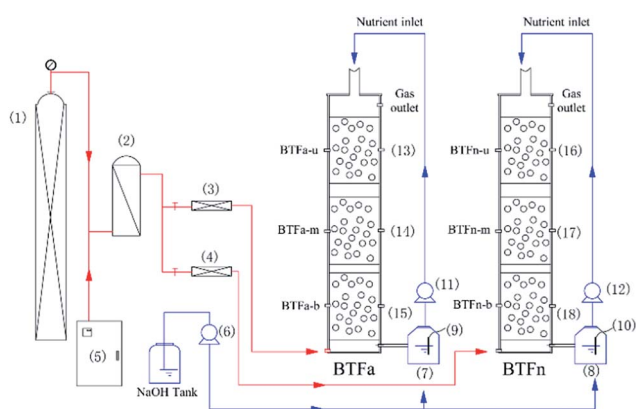 Nutrient inlet
Nutrient inlet
(1)
(2)
Gas
outlet
Gas
outlet
BTFa-u
(13)
BTFn-u
(16)
(3)
BTFa-m
(14)
BTFn-m
(17)
(4)
(11)
(12)
BTFa-b
(15)
BTFn-b
(18)
(5)
(6)
(9)
(10)
NaOH Tank
BTFa
(7)
BTFn
(8)